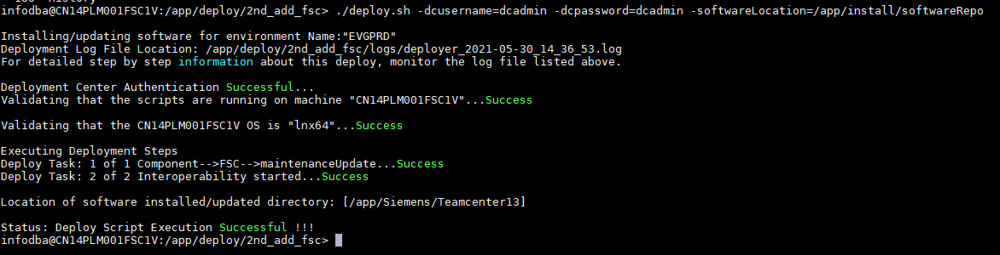 infodba@CN14PLM001FSC1V:/app/deploy/2nd_add_fsc> ./deploy.sh -dcusername=dcadmin -dcpassword=dcadmin -softwareLocation=/app/install/softwareRepo
Installing/updating software for environment Name:"EVGPRD"
Deployment Log File Location: /app/deploy/2nd_add_fsc/logs/deployer_2021-05-30_14_36_53.log
For detailed step by step information about this deploy, monitor the log file listed above.
Deployment Center Authentication Successful...
Validating that the scripts are running on machine "CN14PLM001FSC1V"...Success
Validating that the CN14PLM001FSC1V OS is "lnx64"...Success
Executing Deployment Steps
Deploy Task: 1 of 1 Component-->FSC-->maintenanceUpdate...Success
Deploy Task: 2 of 2 Interoperability started...Success
Location of software installed/updated directory: [/app/Siemens/Teamcenter13]
Status: Deploy Script Execution Successful !!!
infodba@CN14PLM001FSC1V:/app/deploy/2nd_add_fsc>